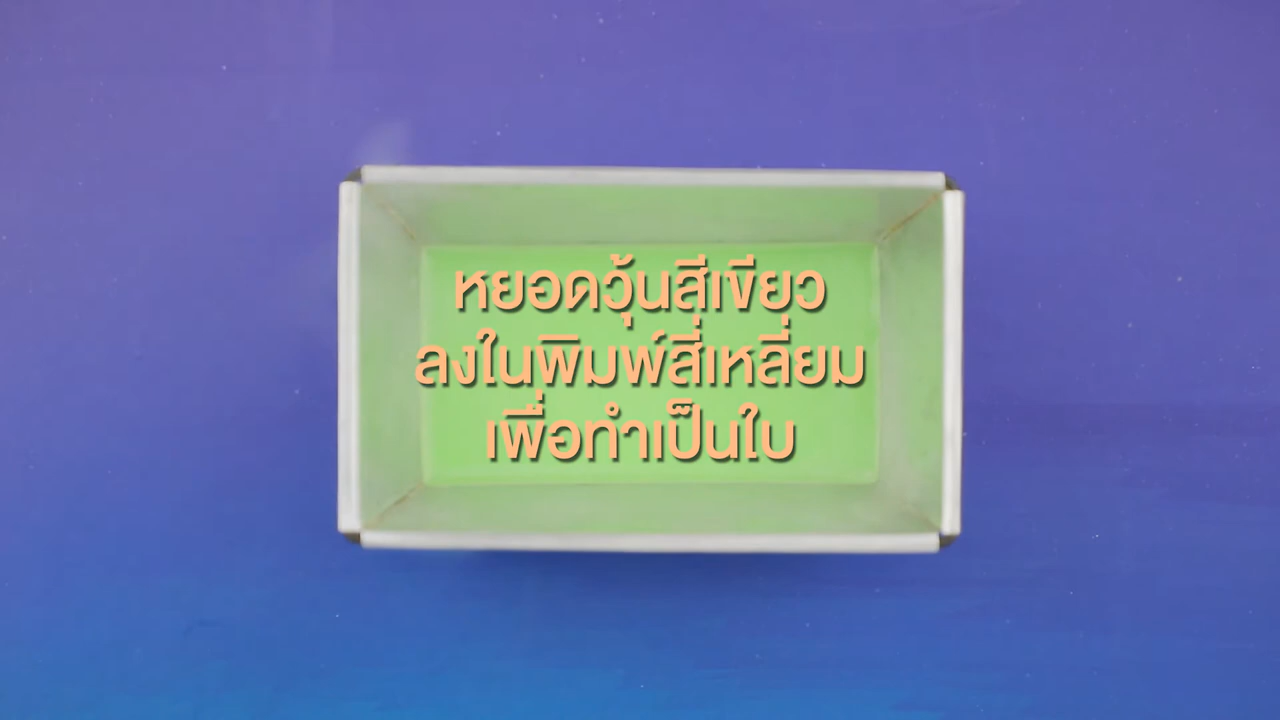 หยอดวุ้นสีเขียว
ลงในพิมพ์สี่เหลี่ยม
เพื่อทำเป็นใบ